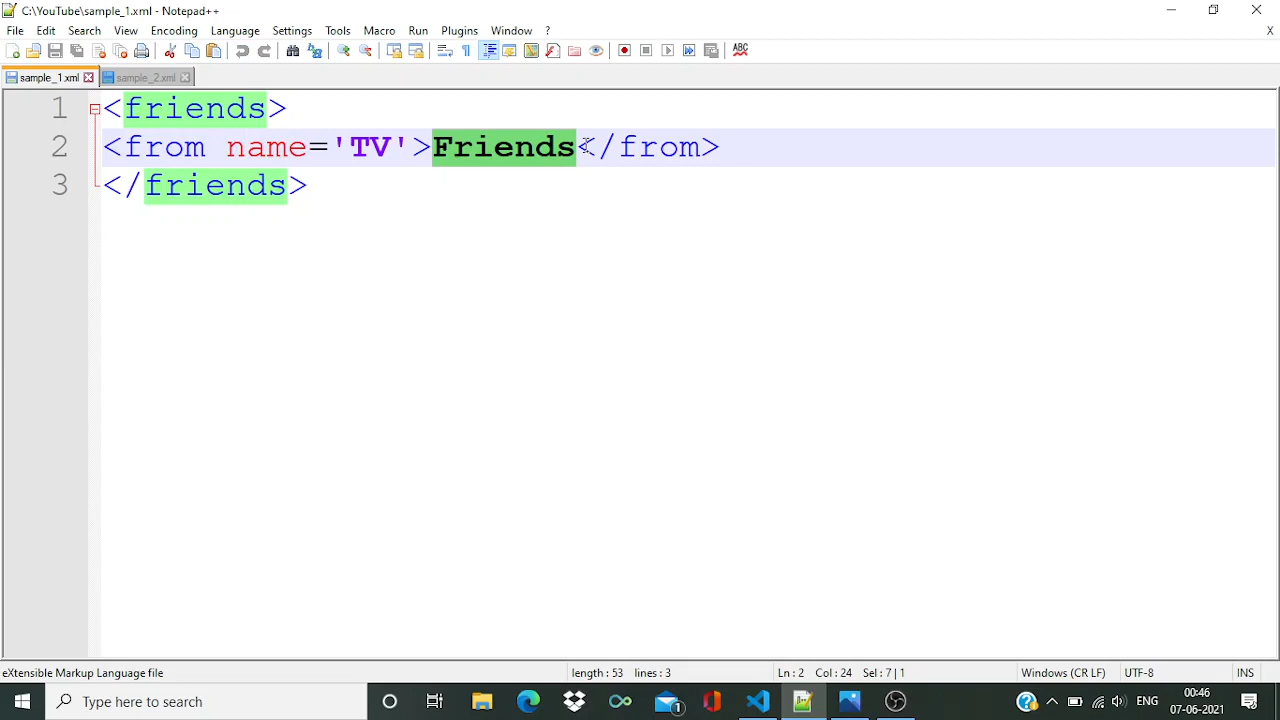 C:\YouTube\sample_1.xml - Notepad++
File Edit Search View Encoding Language Settings Tools Macro Run Plugins Window ? X
ABC
sample_1.xml sample_2.xml
1 <friends>
2 <from name='TV'>Friends</from>
3 </friends>
eXtensible Markup Language file length : 53 lines : 3 Ln : 2 Col : 24 Sel : 7 | 1 Windows (CR LF) UTF-8 INS
Type here to search 1 ENG 00:46
07-06-2021